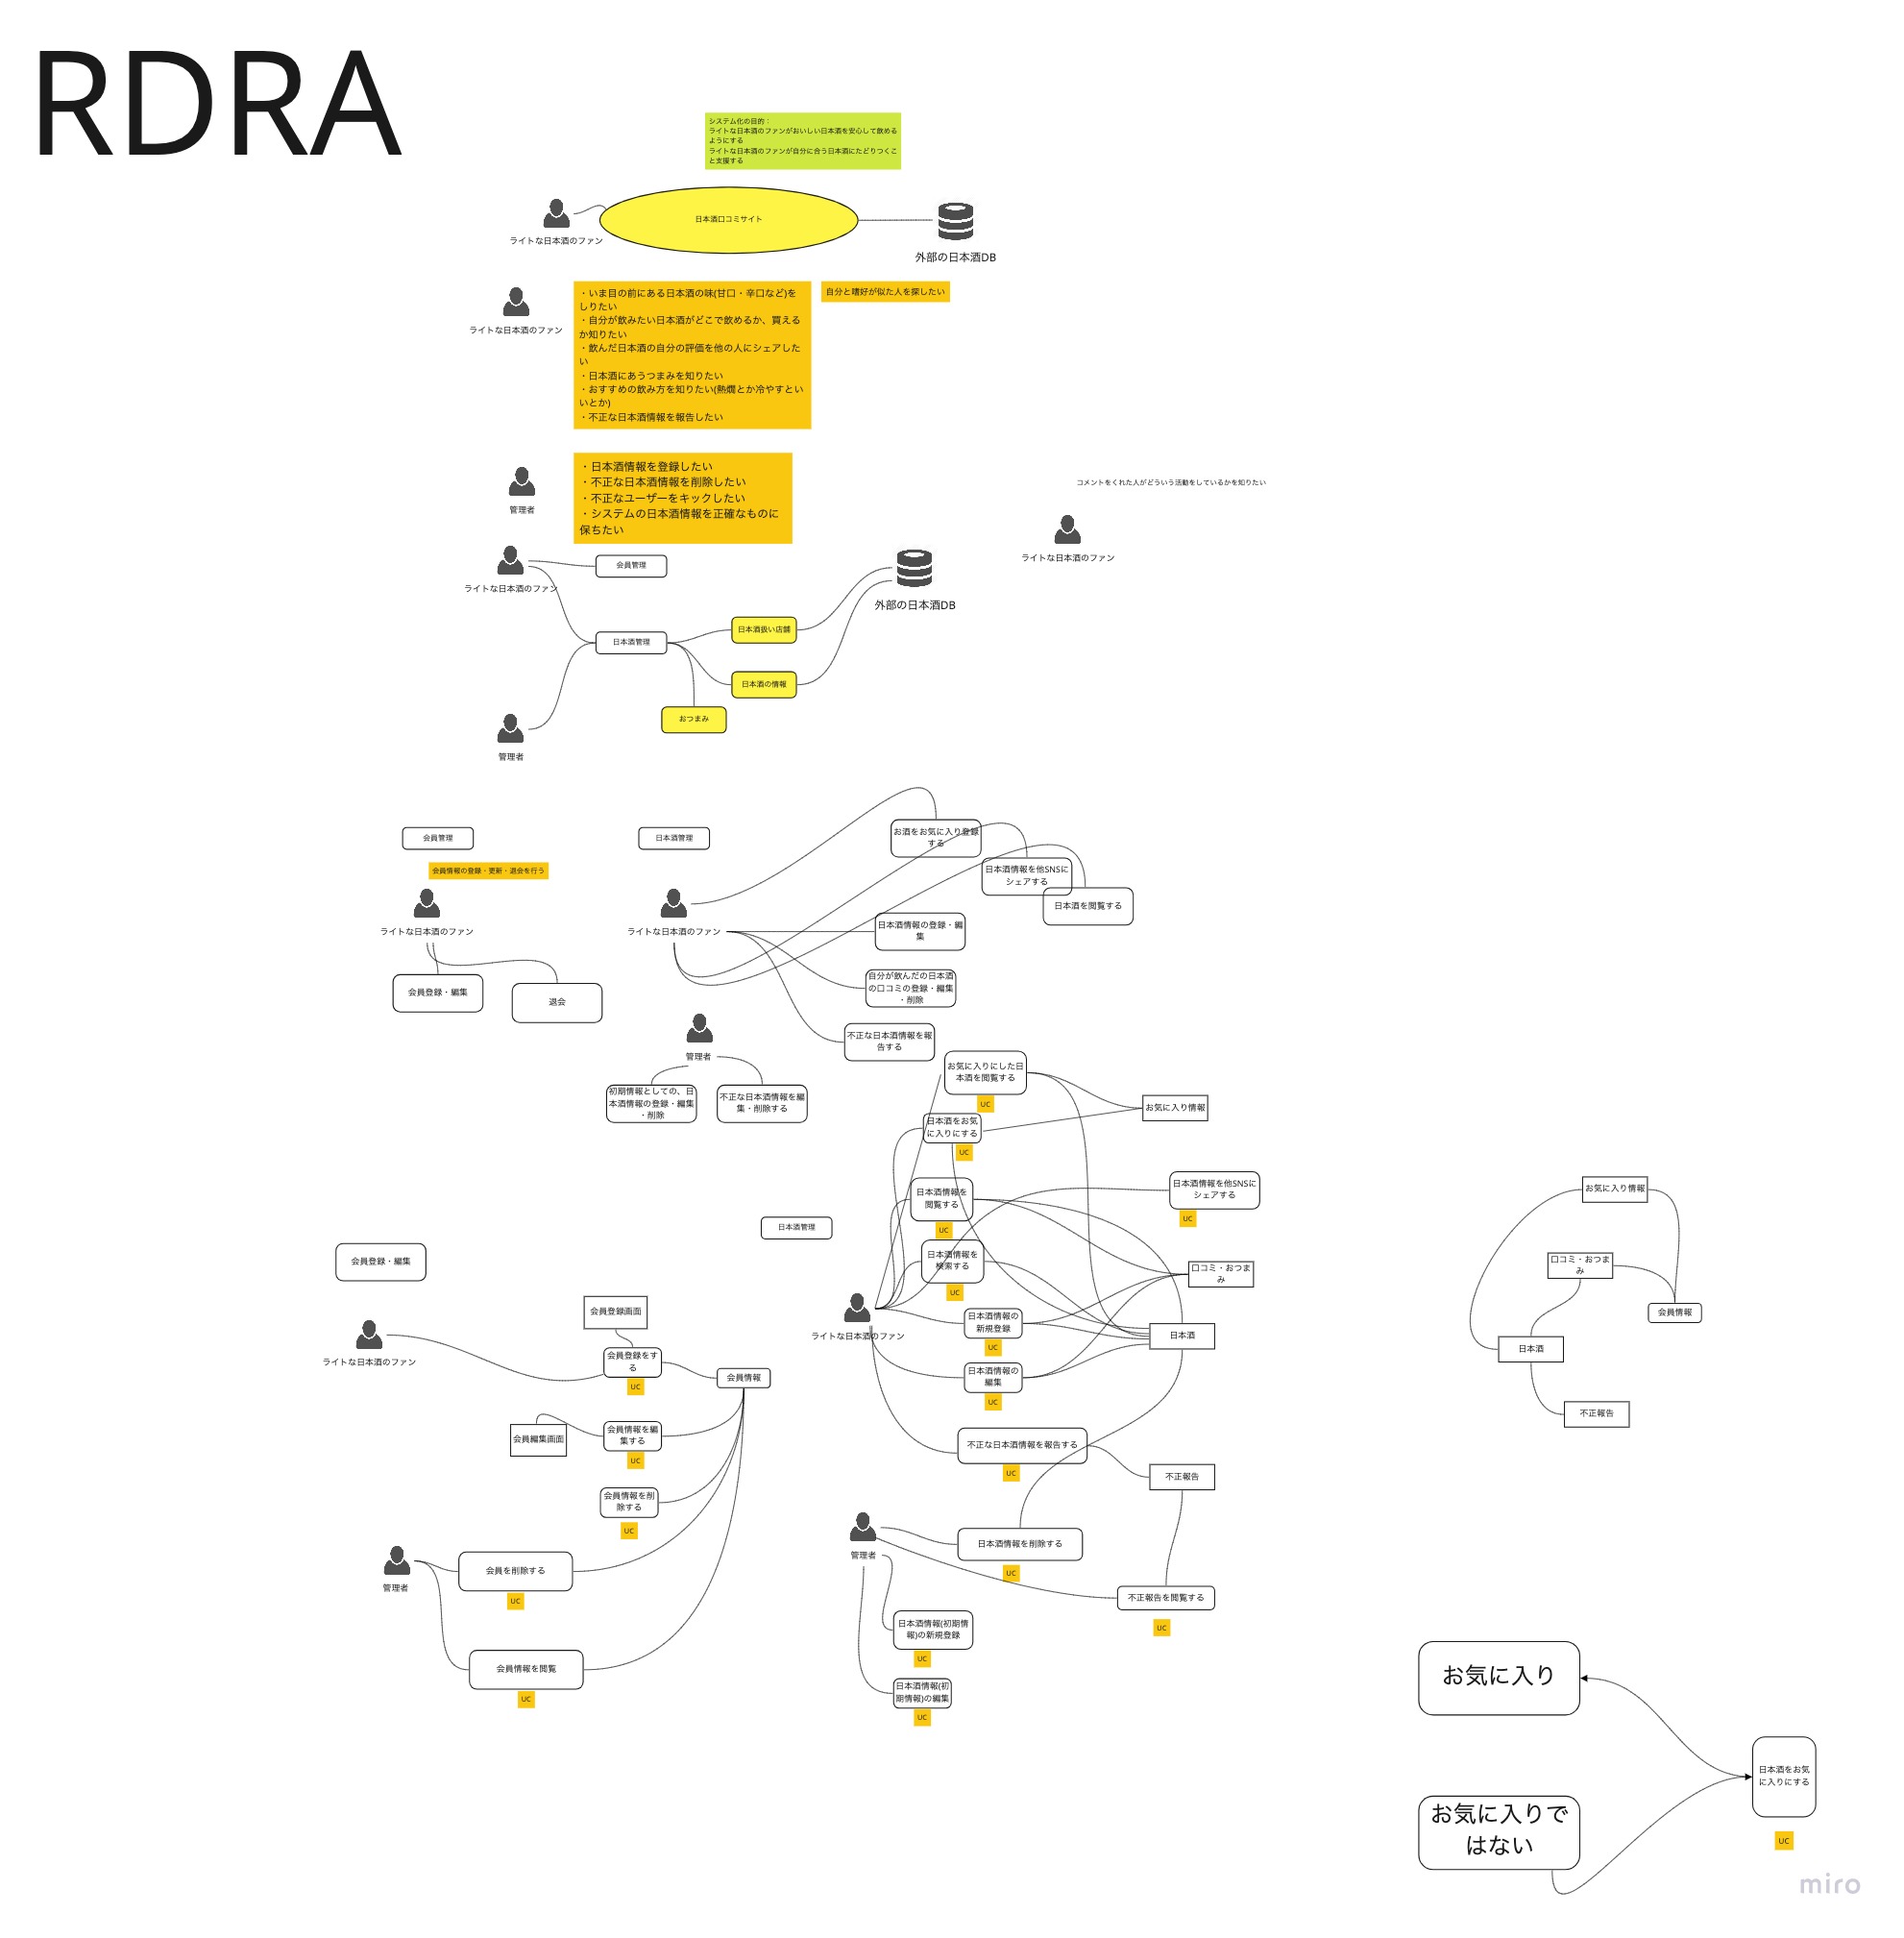 RDRA
システム化の目的：
ライトな日本酒のファンがおいしい日本酒を安心して飲める
ようにする
ライトな日本酒のファンが自分に合う日本酒にたどりつくこ
と支援する
日本酒口コミサイト
ライトな日本酒のファン
外部の日本酒DB
・いま目の前にある日本酒の味(甘口・辛口など)を
しりたい
・自分が飲みたい日本酒がどこで飲めるか、買える
か知りたい
・飲んだ日本酒の自分の評価を他の人にシェアした
い
・日本酒にあうつまみを知りたい
・おすすめの飲み方を知りたい(熱燗とか冷やすとい
いとか)
・不正な日本酒情報を報告したい
自分と嗜好が似た人を探したい
ライトな日本酒のファン
・日本酒情報を登録したい
・不正な日本酒情報を削除したい
・不正なユーザーをキックしたい
・システムの日本酒情報を正確なものに
保ちたい
管理者
コメントをくれた人がどういう活動をしているかを知りたい
ライトな日本酒のファン
会員管理
ライトな日本酒のファン
外部の日本酒DB
日本酒扱い店舗
日本酒管理
日本酒の情報
おつまみ
管理者
会員管理
会員情報の登録・更新・退会を行う
ライトな日本酒のファン
会員登録・編集
退会
日本酒管理
お酒をお気に入り登録
する
日本酒情報を他SNSに
シェアする
日本酒を閲覧する
ライトな日本酒のファン
日本酒情報の登録・編
集
自分が飲んだの日本酒
の口コミの登録・編集
・削除
不正な日本酒情報を報
告する
管理者
初期情報としての、日
本酒情報の登録・編集
・削除
不正な日本酒情報を編
集・削除する
お気に入りにした日
本酒を閲覧する
UC
お気に入り情報
日本酒をお気
に入りにする
UC
日本酒情報を
閲覧する
UC
日本酒情報を他SNSに
シェアする
UC
日本酒管理
日本酒情報を
検索する
UC
口コミ・おつま
み
ライトな日本酒のファン
日本酒情報の
新規登録
UC
日本酒
日本酒情報の
編集
UC
不正な日本酒情報を報告する
UC
不正報告
管理者
日本酒情報を削除する
UC
不正報告を閲覧する
UC
日本酒情報(初期情
報)の新規登録
UC
日本酒情報(初
期情報)の編集
UC
会員登録・編集
会員登録画面
ライトな日本酒のファン
会員登録をす
る
UC
会員情報
会員編集画面
会員情報を編
集する
UC
会員情報を削
除する
UC
管理者
会員を削除する
UC
会員情報を閲覧
UC
お気に入り情報
口コミ・おつま
み
会員情報
日本酒
不正報告
お気に入り
日本酒をお気
に入りにする
お気に入りで
はない
UC
miro